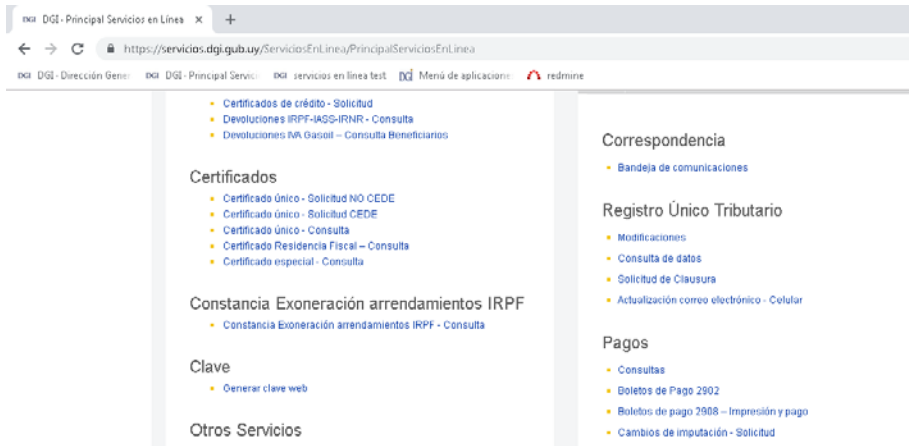 DGI DGI - Principal Servicios en Línea × +
https://servicios.dgi.gub.uy/ServiciosEnLinea/PrincipalServiciosEnLinea
DGI DGI - Dirección Gener DGI DGI - Principal Servic DGI servicios en línea test DGI Menú de aplicacione redmine
Certificados de crédito - Solicitud
Devoluciones IRPF-IASS-IRNR - Consulta
Devoluciones IVA Gasoil – Consulta Beneficiarios
Certificados
Certificado único - Solicitud NO CEDE
Certificado único - Solicitud CEDE
Certificado único - Consulta
Certificado Residencia Fiscal – Consulta
Certificado especial - Consulta
Constancia Exoneración arrendamientos IRPF
Constancia Exoneración arrendamientos IRPF - Consulta
Clave
Generar clave web
Otros Servicios
Correspondencia
Bandeja de comunicaciones
Registro Único Tributario
Modificaciones
Consulta de datos
Solicitud de Clausura
Actualización correo electrónico - Celular
Pagos
Consultas
Boletos de Pago 2902
Boletos de pago 2908 – Impresión y pago
Cambios de imputación - Solicitud